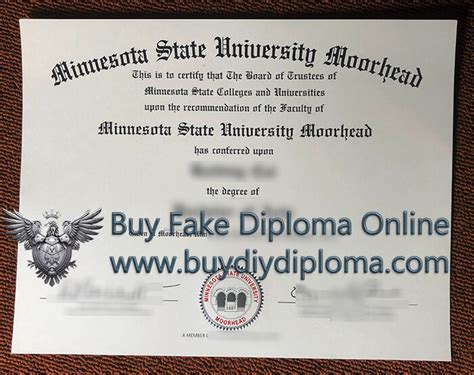 Minnesota State University Moorhead
This is to certify that The Board of Trustees of
Minnesota State Colleges and Universities
upon the recommendation of the Faculty of
Minnesota State University Moorhead
has conferred upon
the degree of
Buy Fake Diploma Online
www.buydiydiploma.com
MINNESOTA STATE UNIVERSITY
MOORHEAD
A MEMBER